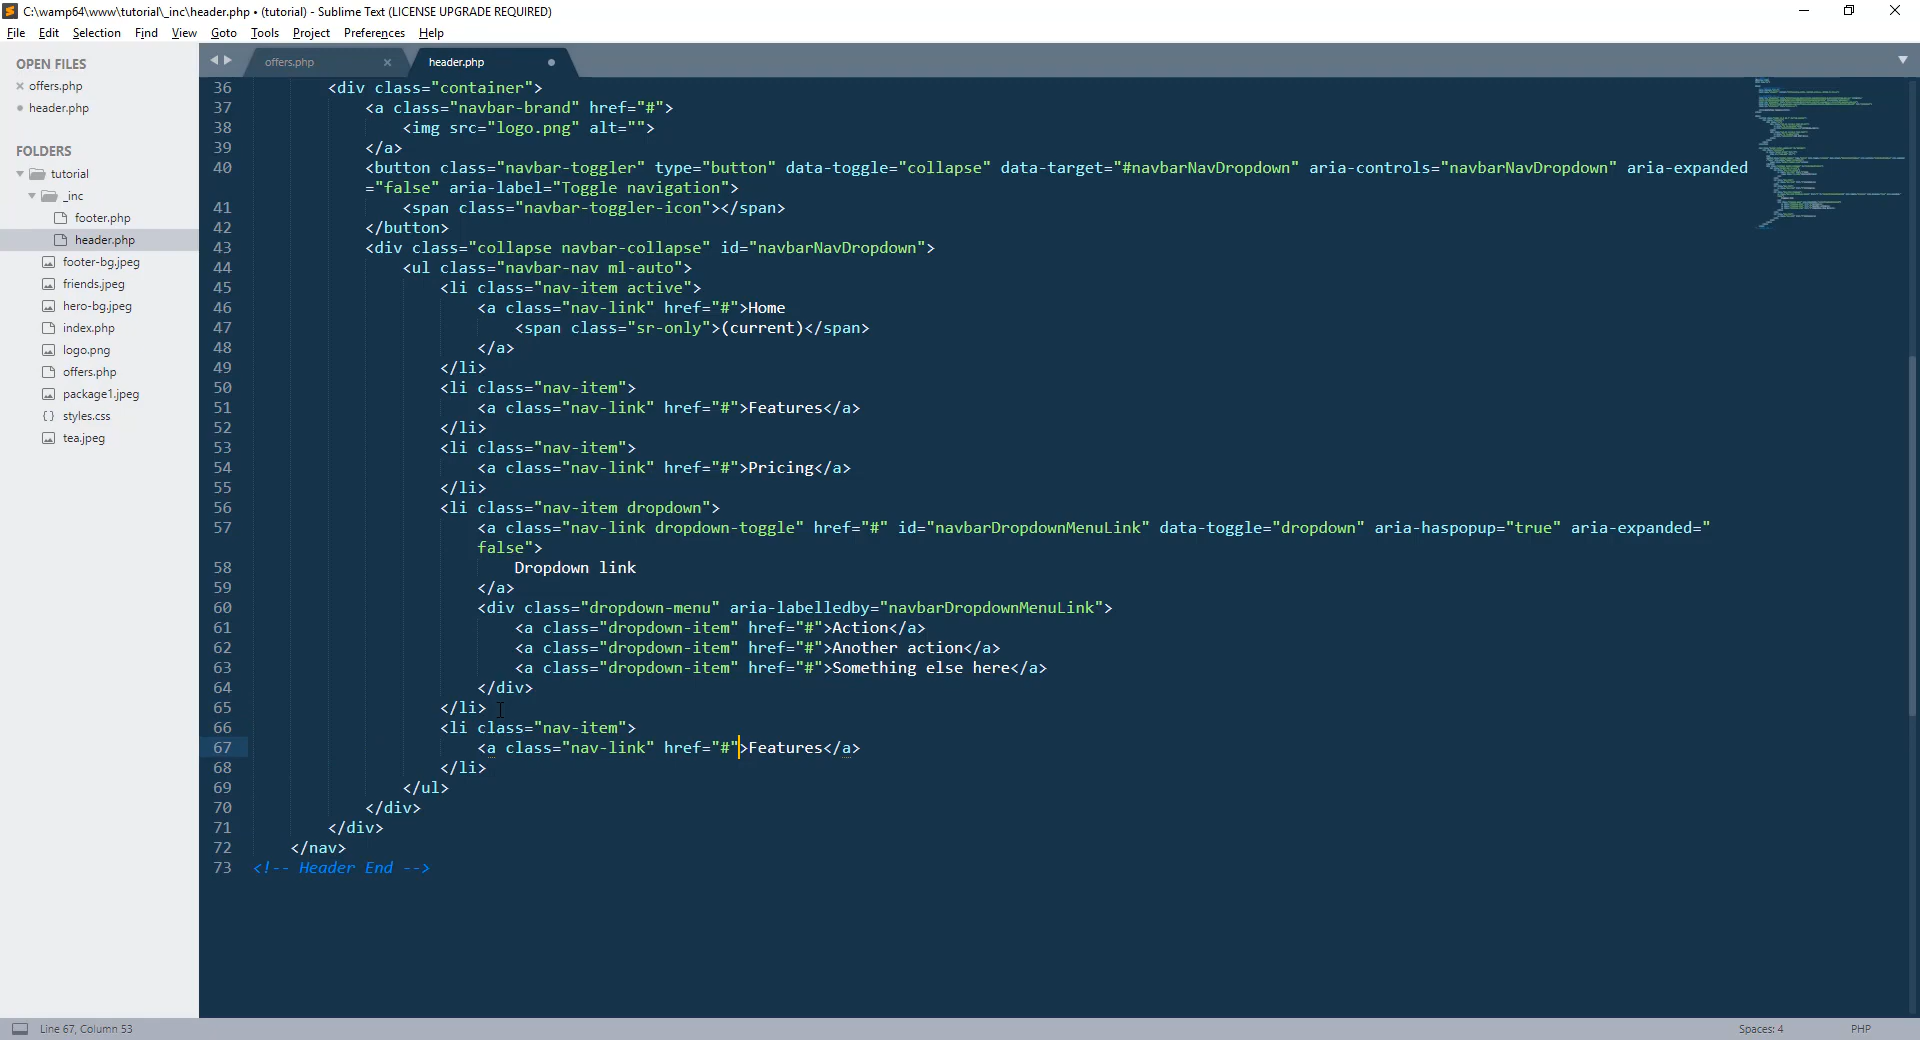 C:\wamp64\www\tutorial\_inc\header.php • (tutorial) - Sublime Text (LICENSE UPGRADE REQUIRED)
File Edit Selection Find View Goto Tools Project Preferences Help
OPEN FILES
offers.php
header.php
FOLDERS
tutorial
_inc
footer.php
header.php
footer-bg.jpeg
friends.jpeg
hero-bg.jpeg
index.php
logo.png
offers.php
package1.jpeg
styles.css
tea.jpeg
offers.php header.php
36 <div class="container">
37 <a class="navbar-brand" href="#">
38 <img src="logo.png" alt="">
39 </a>
40 <button class="navbar-toggler" type="button" data-toggle="collapse" data-target="#navbarNavDropdown" aria-controls="navbarNavDropdown" aria-expanded
="false" aria-label="Toggle navigation">
41 <span class="navbar-toggler-icon"></span>
42 </button>
43 <div class="collapse navbar-collapse" id="navbarNavDropdown">
44 <ul class="navbar-nav ml-auto">
45 <li class="nav-item active">
46 <a class="nav-link" href="#">Home
47 <span class="sr-only">(current)</span>
48 </a>
49 </li>
50 <li class="nav-item">
51 <a class="nav-link" href="#">Features</a>
52 </li>
53 <li class="nav-item">
54 <a class="nav-link" href="#">Pricing</a>
55 </li>
56 <li class="nav-item dropdown">
57 <a class="nav-link dropdown-toggle" href="#" id="navbarDropdownMenuLink" data-toggle="dropdown" aria-haspopup="true" aria-expanded="
false">
58 Dropdown link
59 </a>
60 <div class="dropdown-menu" aria-labelledby="navbarDropdownMenuLink">
61 <a class="dropdown-item" href="#">Action</a>
62 <a class="dropdown-item" href="#">Another action</a>
63 <a class="dropdown-item" href="#">Something else here</a>
64 </div>
65 </li>
66 <li class="nav-item">
67 <a class="nav-link" href="#">Features</a>
68 </li>
69 </ul>
70 </div>
71 </div>
72 </nav>
73 <!-- Header End -->
Line 67, Column 53 Spaces: 4 PHP